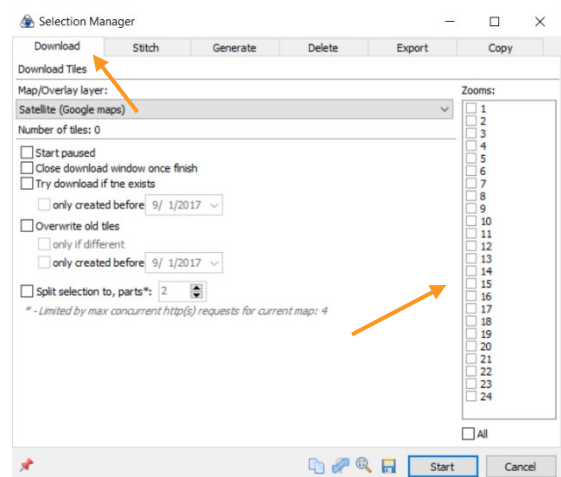 Selection Manager
Download Stitch Generate Delete Export Copy
Download Tiles
Map/Overlay layer:
Satellite (Google maps)
Number of tiles: 0
Start paused
Close download window once finish
Try download if tne exists
only created before 9/ 1/2017
Overwrite old tiles
only if different
only created before 9/ 1/2017
Split selection to, parts*: 2
* - Limited by max concurrent http(s) requests for current map: 4
Zooms:
1
2
3
4
5
6
7
8
9
10
11
12
13
14
15
16
17
18
19
20
21
22
23
24
All
Start Cancel